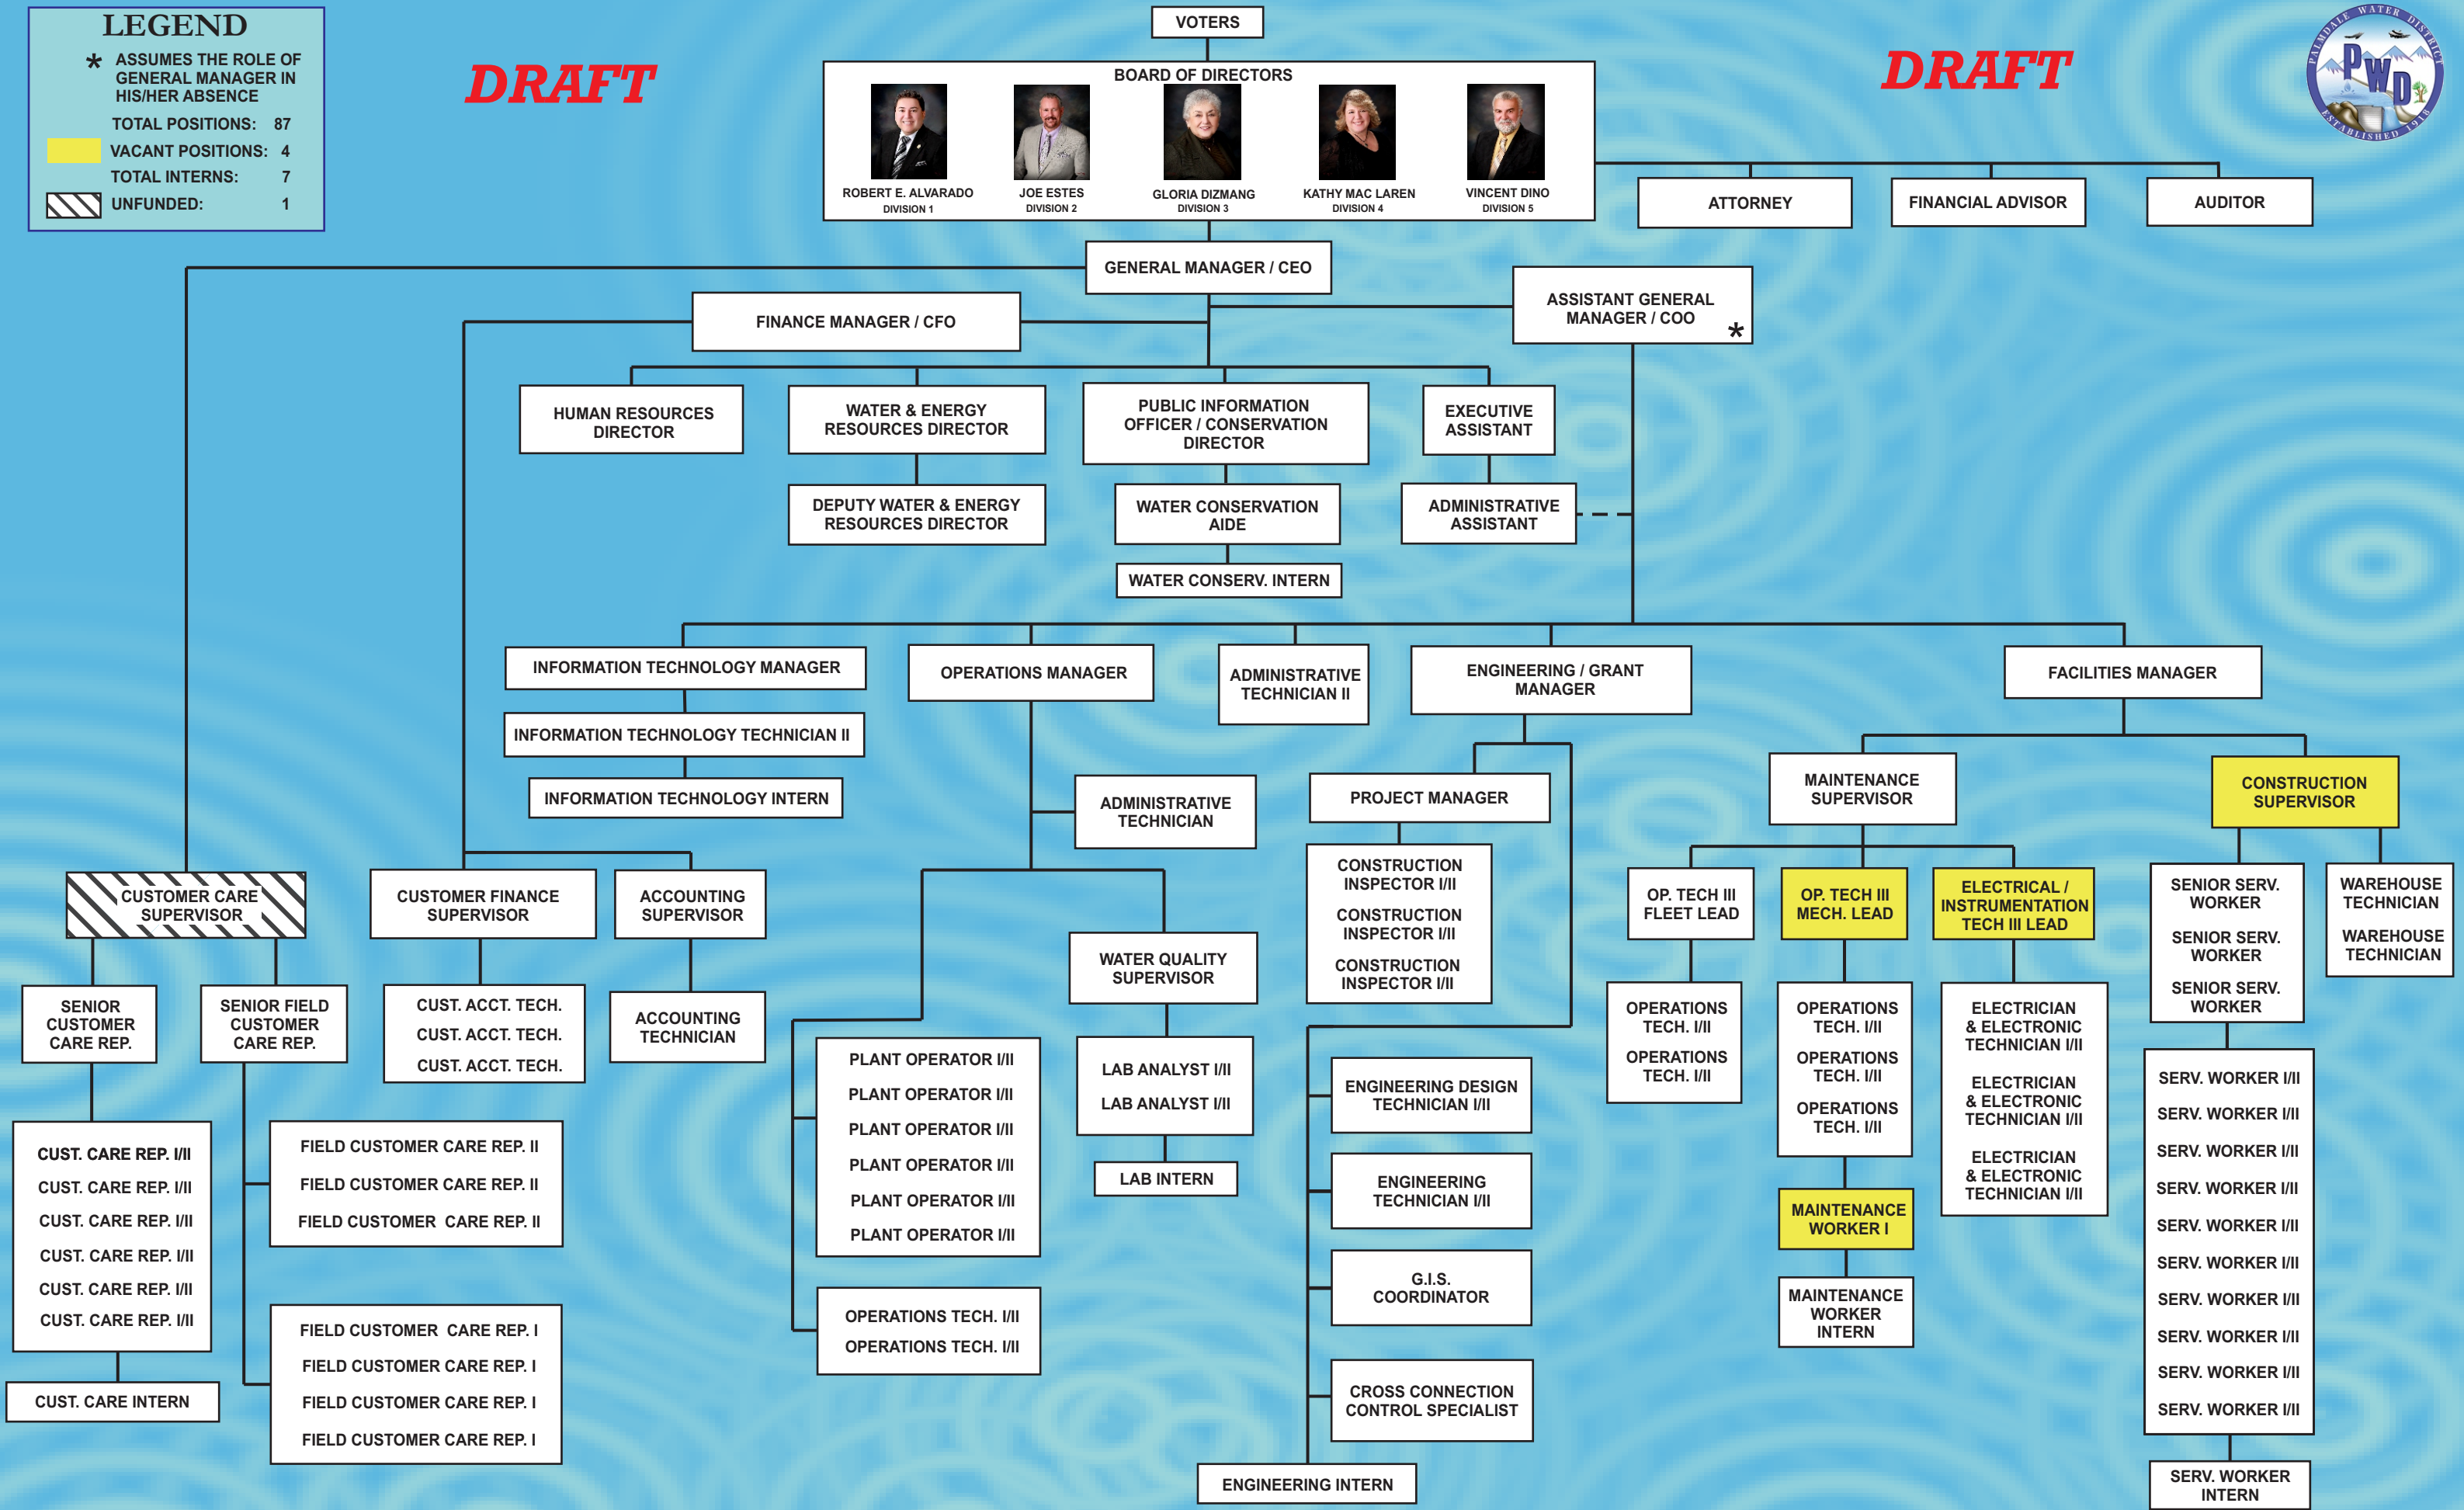 LEGEND
* ASSUMES THE ROLE OF
GENERAL MANAGER IN
HIS/HER ABSENCE
TOTAL POSITIONS: 87
VACANT POSITIONS: 4
TOTAL INTERNS: 7
UNFUNDED: 1
DRAFT
VOTERS
DRAFT
PALMDALE WATER DISTRICT
PWD
ESTABLISHED 1918
BOARD OF DIRECTORS
ROBERT E. ALVARADO
DIVISION 1
JOE ESTES
DIVISION 2
GLORIA DIZMANG
DIVISION 3
KATHY MAC LAREN
DIVISION 4
VINCENT DINO
DIVISION 5
ATTORNEY
FINANCIAL ADVISOR
AUDITOR
GENERAL MANAGER / CEO
FINANCE MANAGER / CFO
ASSISTANT GENERAL
MANAGER / COO
*
HUMAN RESOURCES
DIRECTOR
WATER & ENERGY
RESOURCES DIRECTOR
PUBLIC INFORMATION
OFFICER / CONSERVATION
DIRECTOR
EXECUTIVE
ASSISTANT
DEPUTY WATER & ENERGY
RESOURCES DIRECTOR
WATER CONSERVATION
AIDE
ADMINISTRATIVE
ASSISTANT
WATER CONSERV. INTERN
INFORMATION TECHNOLOGY MANAGER
INFORMATION TECHNOLOGY TECHNICIAN II
INFORMATION TECHNOLOGY INTERN
OPERATIONS MANAGER
ADMINISTRATIVE
TECHNICIAN II
ENGINEERING / GRANT
MANAGER
FACILITIES MANAGER
ADMINISTRATIVE
TECHNICIAN
PROJECT MANAGER
MAINTENANCE
SUPERVISOR
CONSTRUCTION
SUPERVISOR
CUSTOMER CARE
SUPERVISOR
CUSTOMER FINANCE
SUPERVISOR
ACCOUNTING
SUPERVISOR
WATER QUALITY
SUPERVISOR
CONSTRUCTION
INSPECTOR I/II
CONSTRUCTION
INSPECTOR I/II
CONSTRUCTION
INSPECTOR I/II
OP. TECH III
FLEET LEAD
OP. TECH III
MECH. LEAD
ELECTRICAL /
INSTRUMENTATION
TECH III LEAD
SENIOR SERV.
WORKER
SENIOR SERV.
WORKER
SENIOR SERV.
WORKER
WAREHOUSE
TECHNICIAN
WAREHOUSE
TECHNICIAN
SENIOR
CUSTOMER
CARE REP.
SENIOR FIELD
CUSTOMER
CARE REP.
CUST. ACCT. TECH.
CUST. ACCT. TECH.
CUST. ACCT. TECH.
ACCOUNTING
TECHNICIAN
PLANT OPERATOR I/II
PLANT OPERATOR I/II
PLANT OPERATOR I/II
PLANT OPERATOR I/II
PLANT OPERATOR I/II
PLANT OPERATOR I/II
LAB ANALYST I/II
LAB ANALYST I/II
LAB INTERN
ENGINEERING DESIGN
TECHNICIAN I/II
ENGINEERING
TECHNICIAN I/II
G.I.S.
COORDINATOR
CROSS CONNECTION
CONTROL SPECIALIST
ENGINEERING INTERN
OPERATIONS
TECH. I/II
OPERATIONS
TECH. I/II
OPERATIONS
TECH. I/II
OPERATIONS
TECH. I/II
OPERATIONS
TECH. I/II
MAINTENANCE
WORKER I
MAINTENANCE
WORKER
INTERN
ELECTRICIAN
& ELECTRONIC
TECHNICIAN I/II
ELECTRICIAN
& ELECTRONIC
TECHNICIAN I/II
ELECTRICIAN
& ELECTRONIC
TECHNICIAN I/II
SERV. WORKER I/II
SERV. WORKER I/II
SERV. WORKER I/II
SERV. WORKER I/II
SERV. WORKER I/II
SERV. WORKER I/II
SERV. WORKER I/II
SERV. WORKER I/II
SERV. WORKER I/II
SERV. WORKER I/II
SERV. WORKER
INTERN
CUST. CARE REP. I/II
CUST. CARE REP. I/II
CUST. CARE REP. I/II
CUST. CARE REP. I/II
CUST. CARE REP. I/II
CUST. CARE REP. I/II
CUST. CARE INTERN
FIELD CUSTOMER CARE REP. II
FIELD CUSTOMER CARE REP. II
FIELD CUSTOMER CARE REP. II
FIELD CUSTOMER CARE REP. I
FIELD CUSTOMER CARE REP. I
FIELD CUSTOMER CARE REP. I
FIELD CUSTOMER CARE REP. I
OPERATIONS TECH. I/II
OPERATIONS TECH. I/II